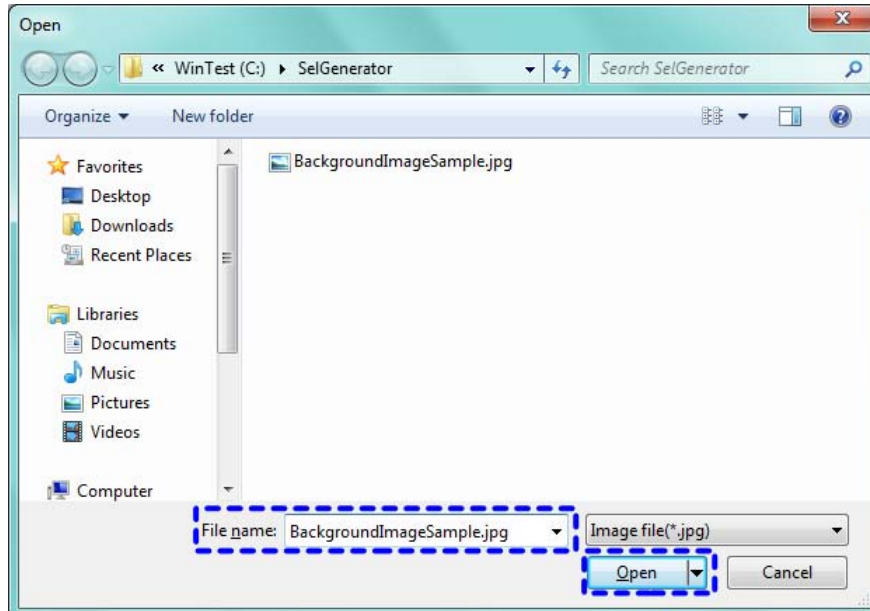 Open
« WinTest (C:) ▸ SelGenerator
Search SelGenerator
Organize ▾ New folder
Favorites
Desktop
Downloads
Recent Places
Libraries
Documents
Music
Pictures
Videos
Computer
BackgroundImageSample.jpg
File name: BackgroundImageSample.jpg
Image file(*.jpg)
Open
Cancel